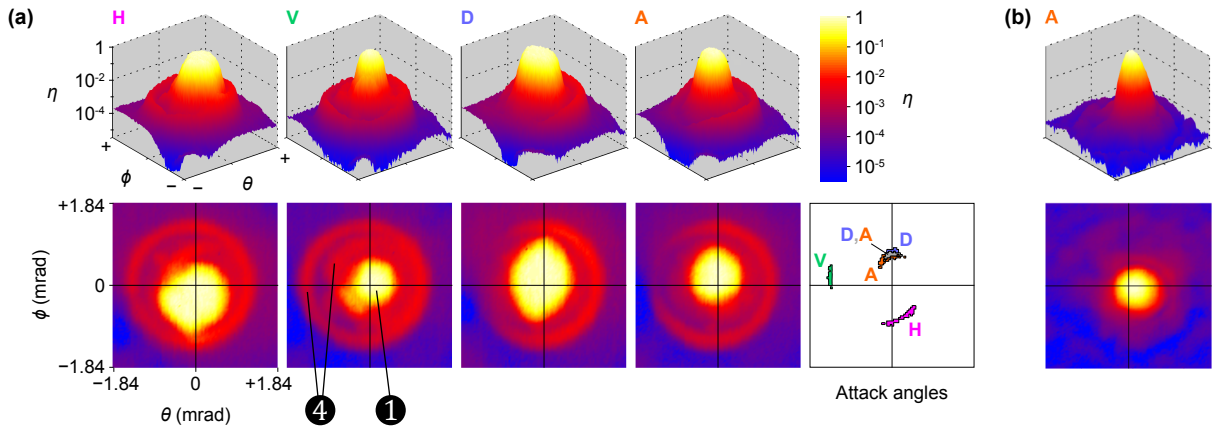 (a) H V D A (b) A
1
10⁻²
10⁻⁴
η
ϕ
+
−
−
θ
+
1
10⁻¹
10⁻²
10⁻³
10⁻⁴
10⁻⁵
η
+1.84
0
−1.84
ϕ (mrad)
−1.84 0 +1.84
θ (mrad)
4 1
D,A D
V
A
H
Attack angles